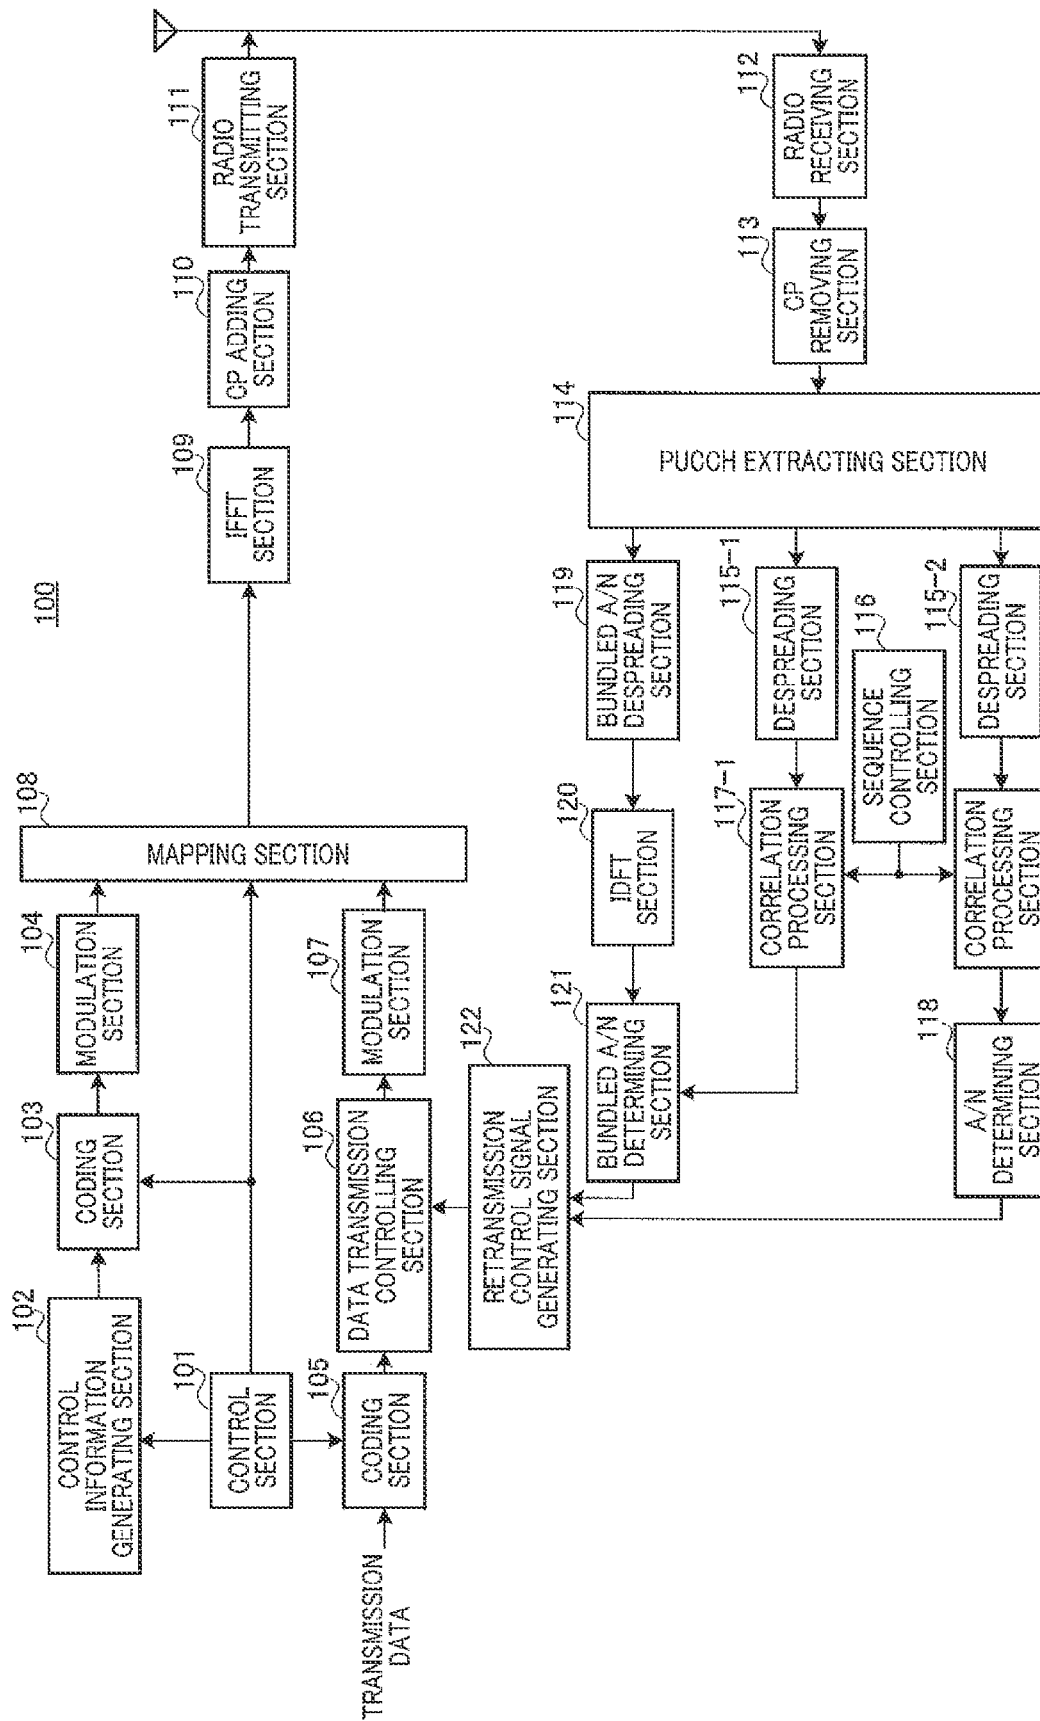 100
102
CONTROL
INFORMATION
GENERATING SECTION
103
CODING
SECTION
104
MODULATION
SECTION
108
MAPPING SECTION
109
IFFT
SECTION
110
CP ADDING
SECTION
111
RADIO
TRANSMITTING
SECTION
101
CONTROL
SECTION
TRANSMISSION
DATA
105
CODING
SECTION
106
DATA TRANSMISSION
CONTROLLING
SECTION
107
MODULATION
SECTION
122
RETRANSMISSION
CONTROL SIGNAL
GENERATING SECTION
121
BUNDLED A/N
DETERMINING
SECTION
120
IDFT
SECTION
119
BUNDLED A/N
DESPREADING
SECTION
114
PUCCH EXTRACTING SECTION
113
CP
REMOVING
SECTION
112
RADIO
RECEIVING
SECTION
117-1
CORRELATION
PROCESSING
SECTION
115-1
DESPREADING
SECTION
116
SEQUENCE
CONTROLLING
SECTION
118
A/N
DETERMINING
SECTION
CORRELATION
PROCESSING
SECTION
115-2
DESPREADING
SECTION